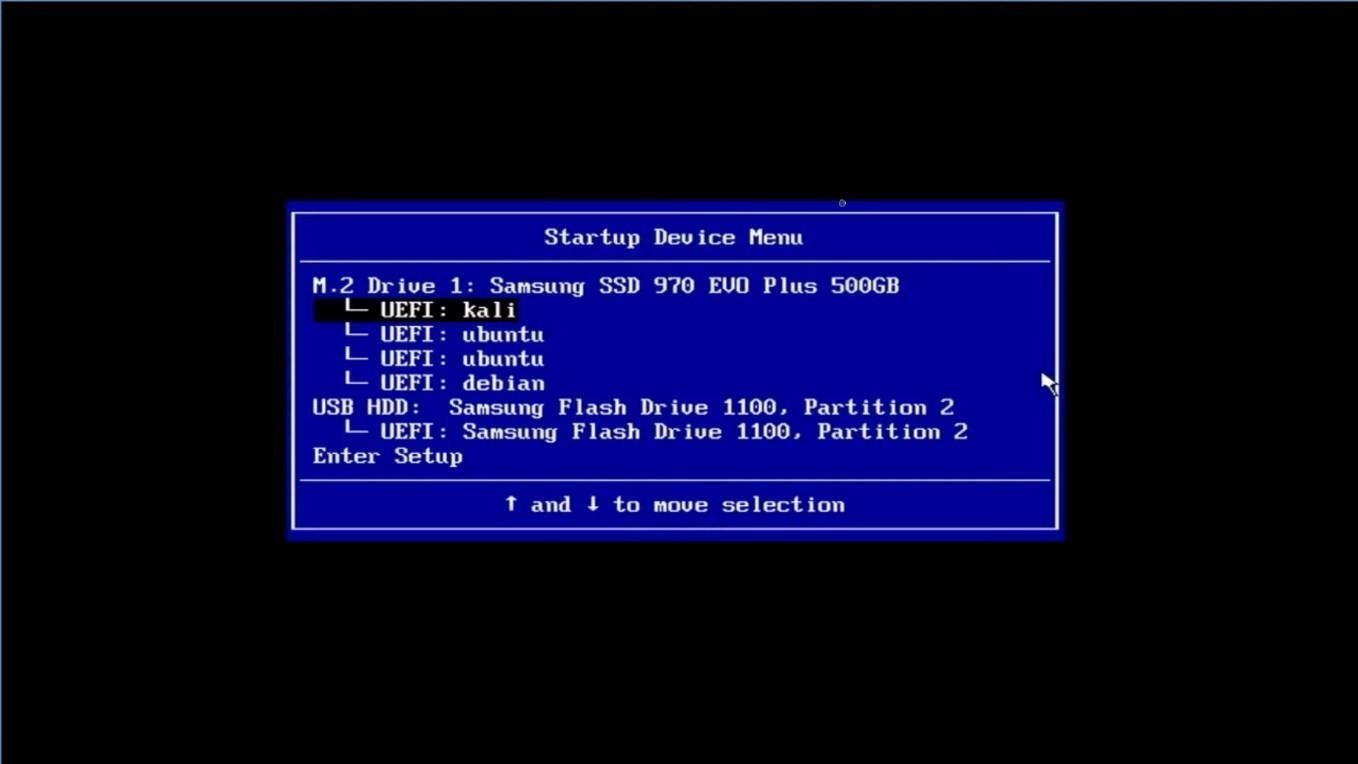 Startup Device Menu
M.2 Drive 1: Samsung SSD 970 EVO Plus 500GB
└─ UEFI: kali
└─ UEFI: ubuntu
└─ UEFI: ubuntu
└─ UEFI: debian
USB HDD:  Samsung Flash Drive 1100, Partition 2
└─ UEFI: Samsung Flash Drive 1100, Partition 2
Enter Setup
↑ and ↓ to move selection